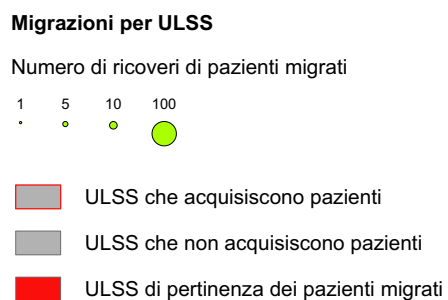 Migrazioni per ULSS
Numero di ricoveri di pazienti migrati
1 5 10 100
ULSS che acquisiscono pazienti
ULSS che non acquisiscono pazienti
ULSS di pertinenza dei pazienti migrati